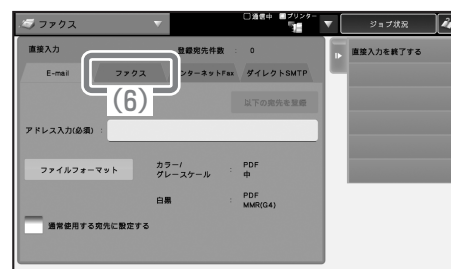 ファクス
□通信中 ■プリンター
ジョブ状況
直接入力
登録宛先件数 : 0
直接入力を終了する
E-mail
ファクス
ンターネットFax
ダイレクトSMTP
(6)
以下の宛先を登録
アドレス入力(必須) :
ファイルフォーマット
カラー/
グレースケール : PDF
中
白黒 : PDF
MMR(G4)
通常使用する宛先に設定する